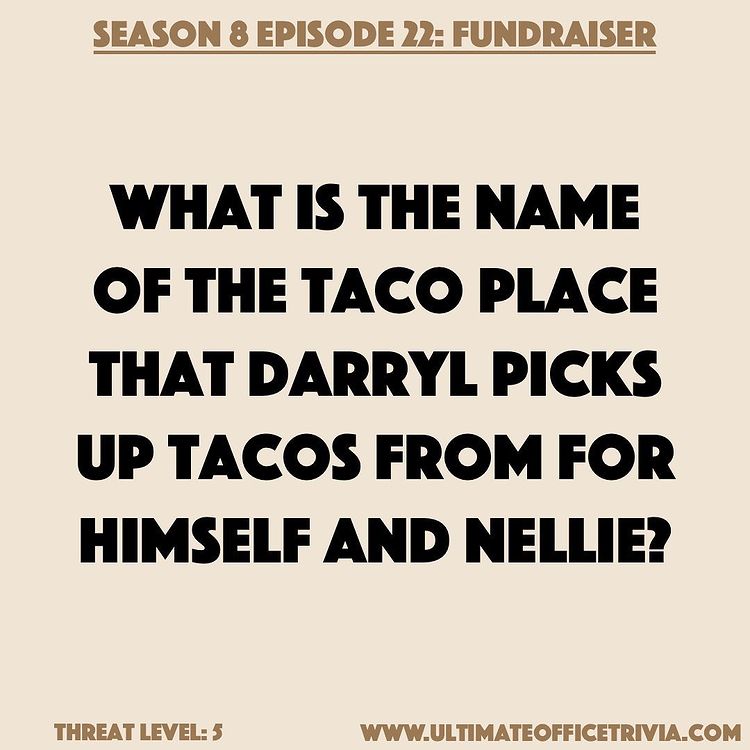 SEASON 8 EPISODE 22: FUNDRAISER
WHAT IS THE NAME
OF THE TACO PLACE
THAT DARRYL PICKS
UP TACOS FROM FOR
HIMSELF AND NELLIE?
THREAT LEVEL: 5
WWW.ULTIMATEOFFICETRIVIA.COM